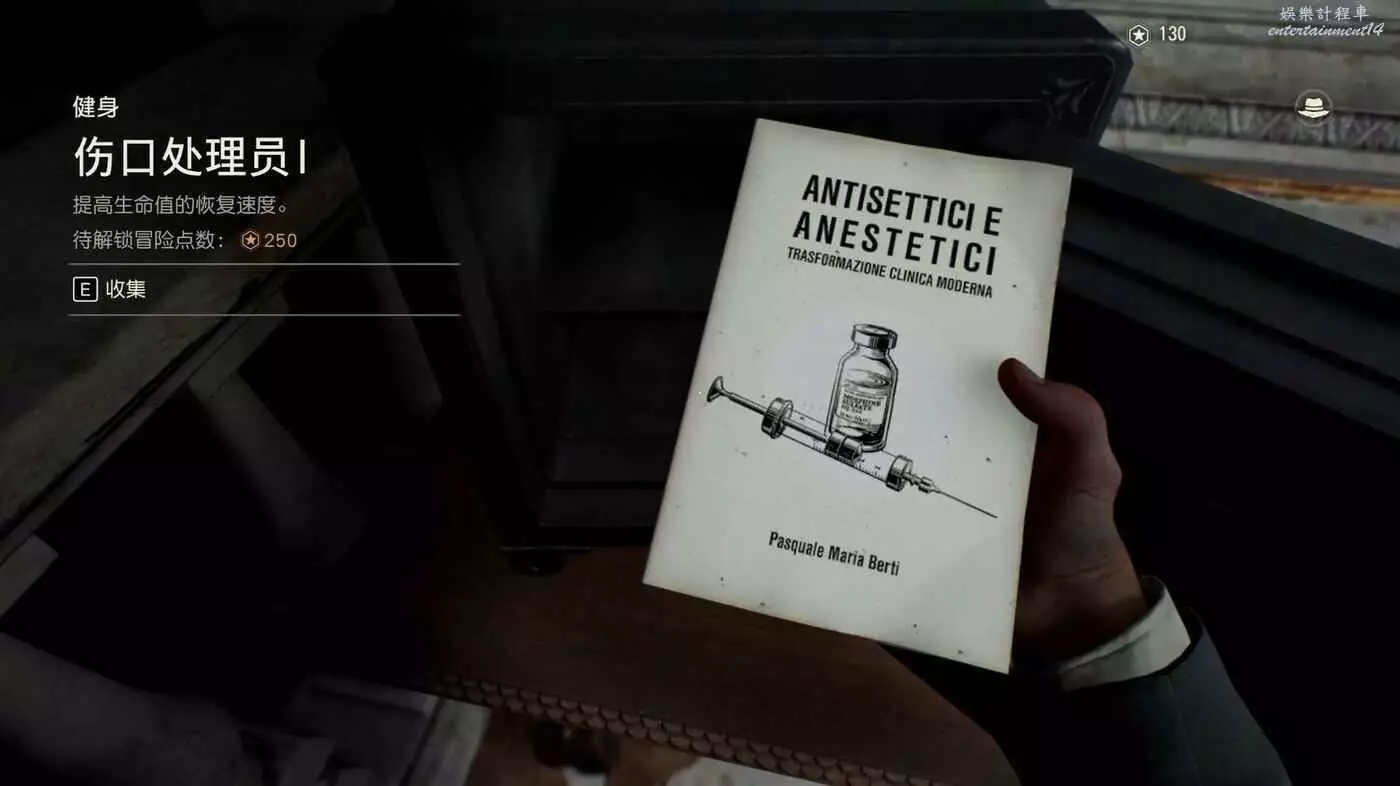 娛樂計程車
entertainment14
130
健身
伤口处理员I
提高生命值的恢复速度。
待解锁冒险点数： 250
E 收集
ANTISETTICI E
ANESTETICI
TRASFORMAZIONE CLINICA MODERNA
MORPHINE
Pasquale Maria Berti